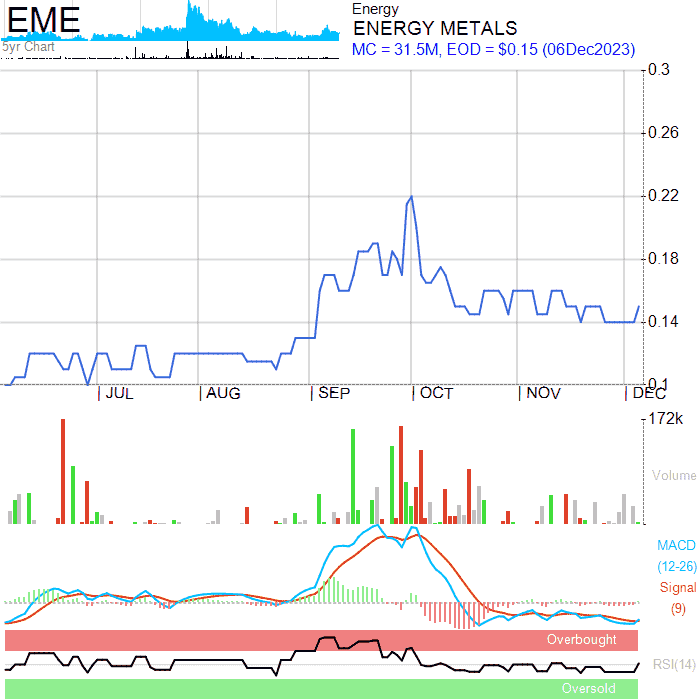 EME
5yr Chart
Energy
ENERGY METALS
MC = 31.5M, EOD = $0.15 (06Dec2023)
0.3
0.26
0.22
0.18
0.14
0.1
JUL AUG SEP OCT NOV DEC
172k
Volume
MACD
(12-26)
Signal
(9)
Overbought
RSI(14)
Oversold